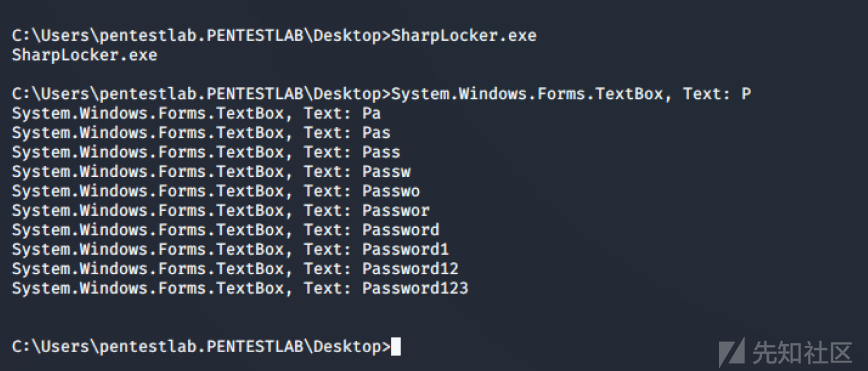 C:\Users\pentestlab.PENTESTLAB\Desktop>SharpLocker.exe
SharpLocker.exe
C:\Users\pentestlab.PENTESTLAB\Desktop>System.Windows.Forms.TextBox, Text: P
System.Windows.Forms.TextBox, Text: Pa
System.Windows.Forms.TextBox, Text: Pas
System.Windows.Forms.TextBox, Text: Pass
System.Windows.Forms.TextBox, Text: Passw
System.Windows.Forms.TextBox, Text: Passwo
System.Windows.Forms.TextBox, Text: Passwor
System.Windows.Forms.TextBox, Text: Password
System.Windows.Forms.TextBox, Text: Password1
System.Windows.Forms.TextBox, Text: Password12
System.Windows.Forms.TextBox, Text: Password123
C:\Users\pentestlab.PENTESTLAB\Desktop>
先知社区